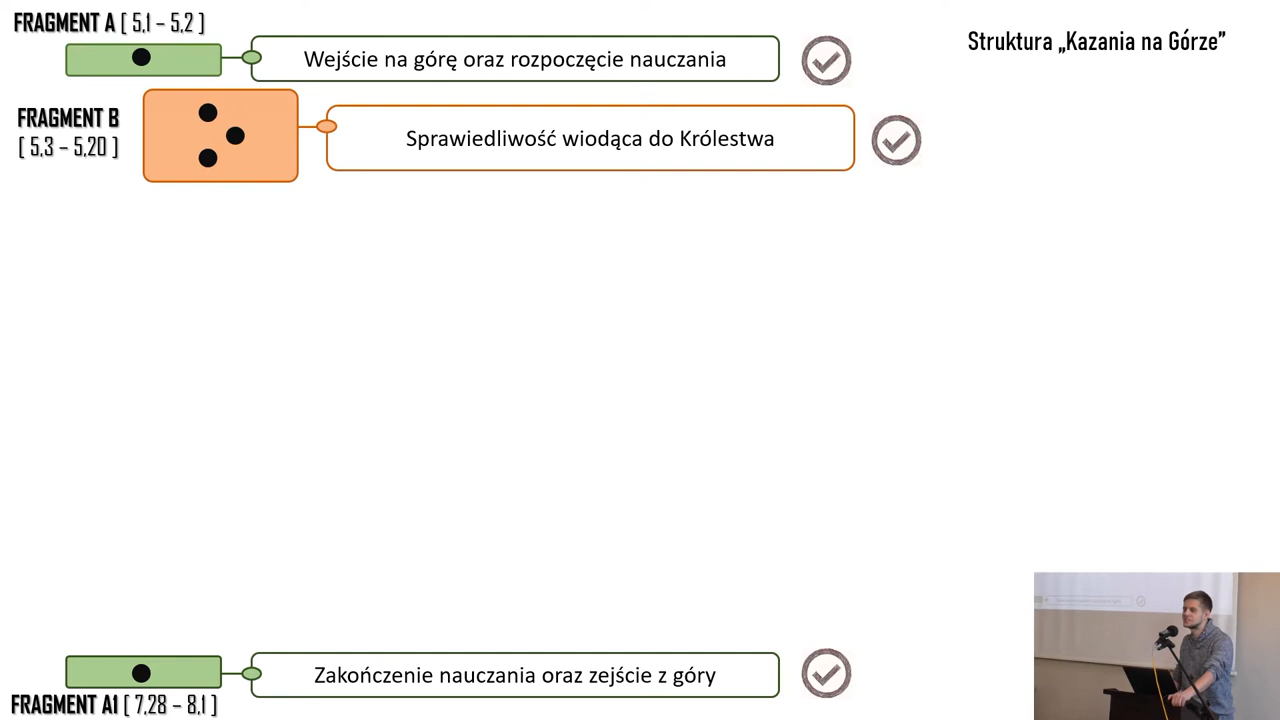 FRAGMENT A [ 5,1 – 5,2 ]
Wejście na górę oraz rozpoczęcie nauczania
Struktura „Kazania na Górze”
FRAGMENT B
[ 5,3 – 5,20 ]
Sprawiedliwość wiodąca do Królestwa
Zakończenie nauczania oraz zejście z góry
FRAGMENT A1 [ 7,28 – 8,1 ]